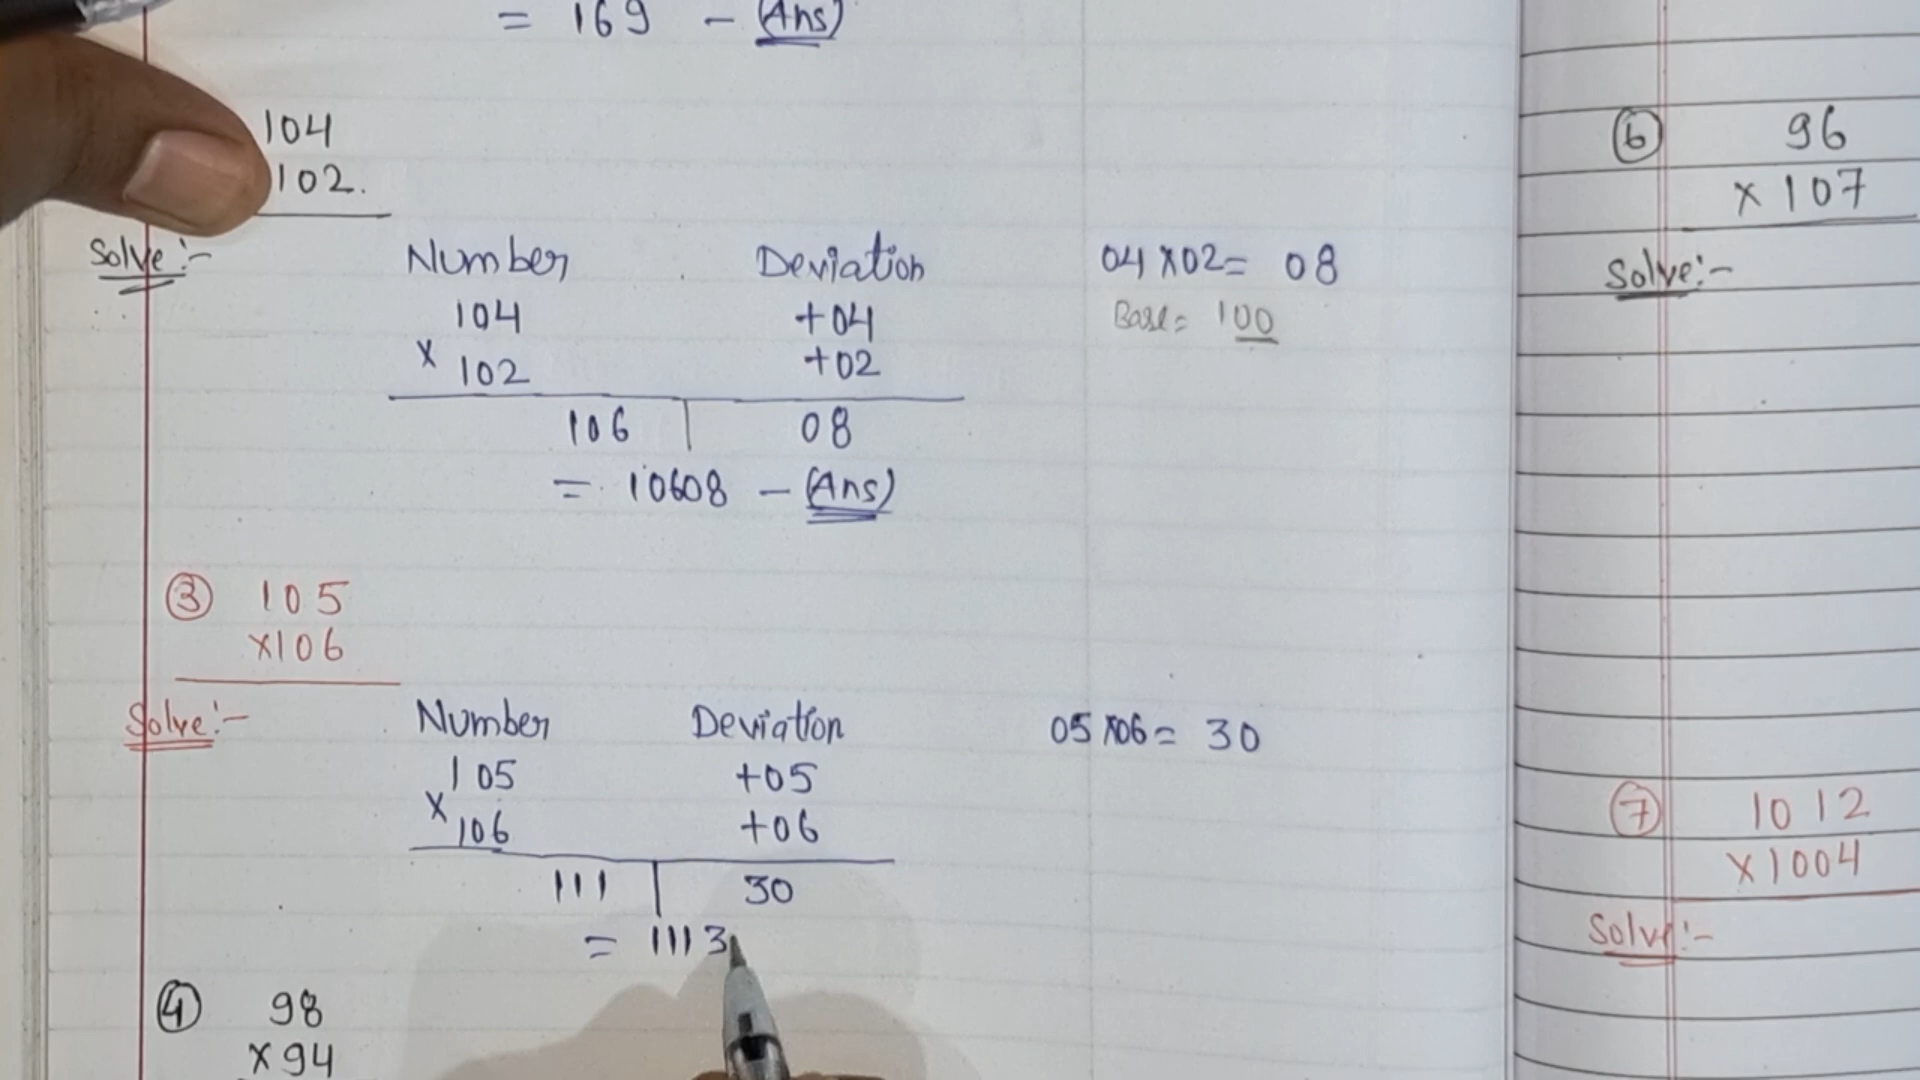 = 169 - (Ans)
104
102.
Solve:-
Number Deviation 04 x 02 = 08
104 +04 Base = 100
x 102 +02
106 | 08
= 10608 - (Ans)
③ 105
x106
Solve:-
Number Deviation 05 x 06 = 30
105 +05
x 106 +06
111 | 30
= 1113
④ 98
x 94
⑥ 96
x 107
Solve:-
⑦ 1012
x 1004
Solve:-